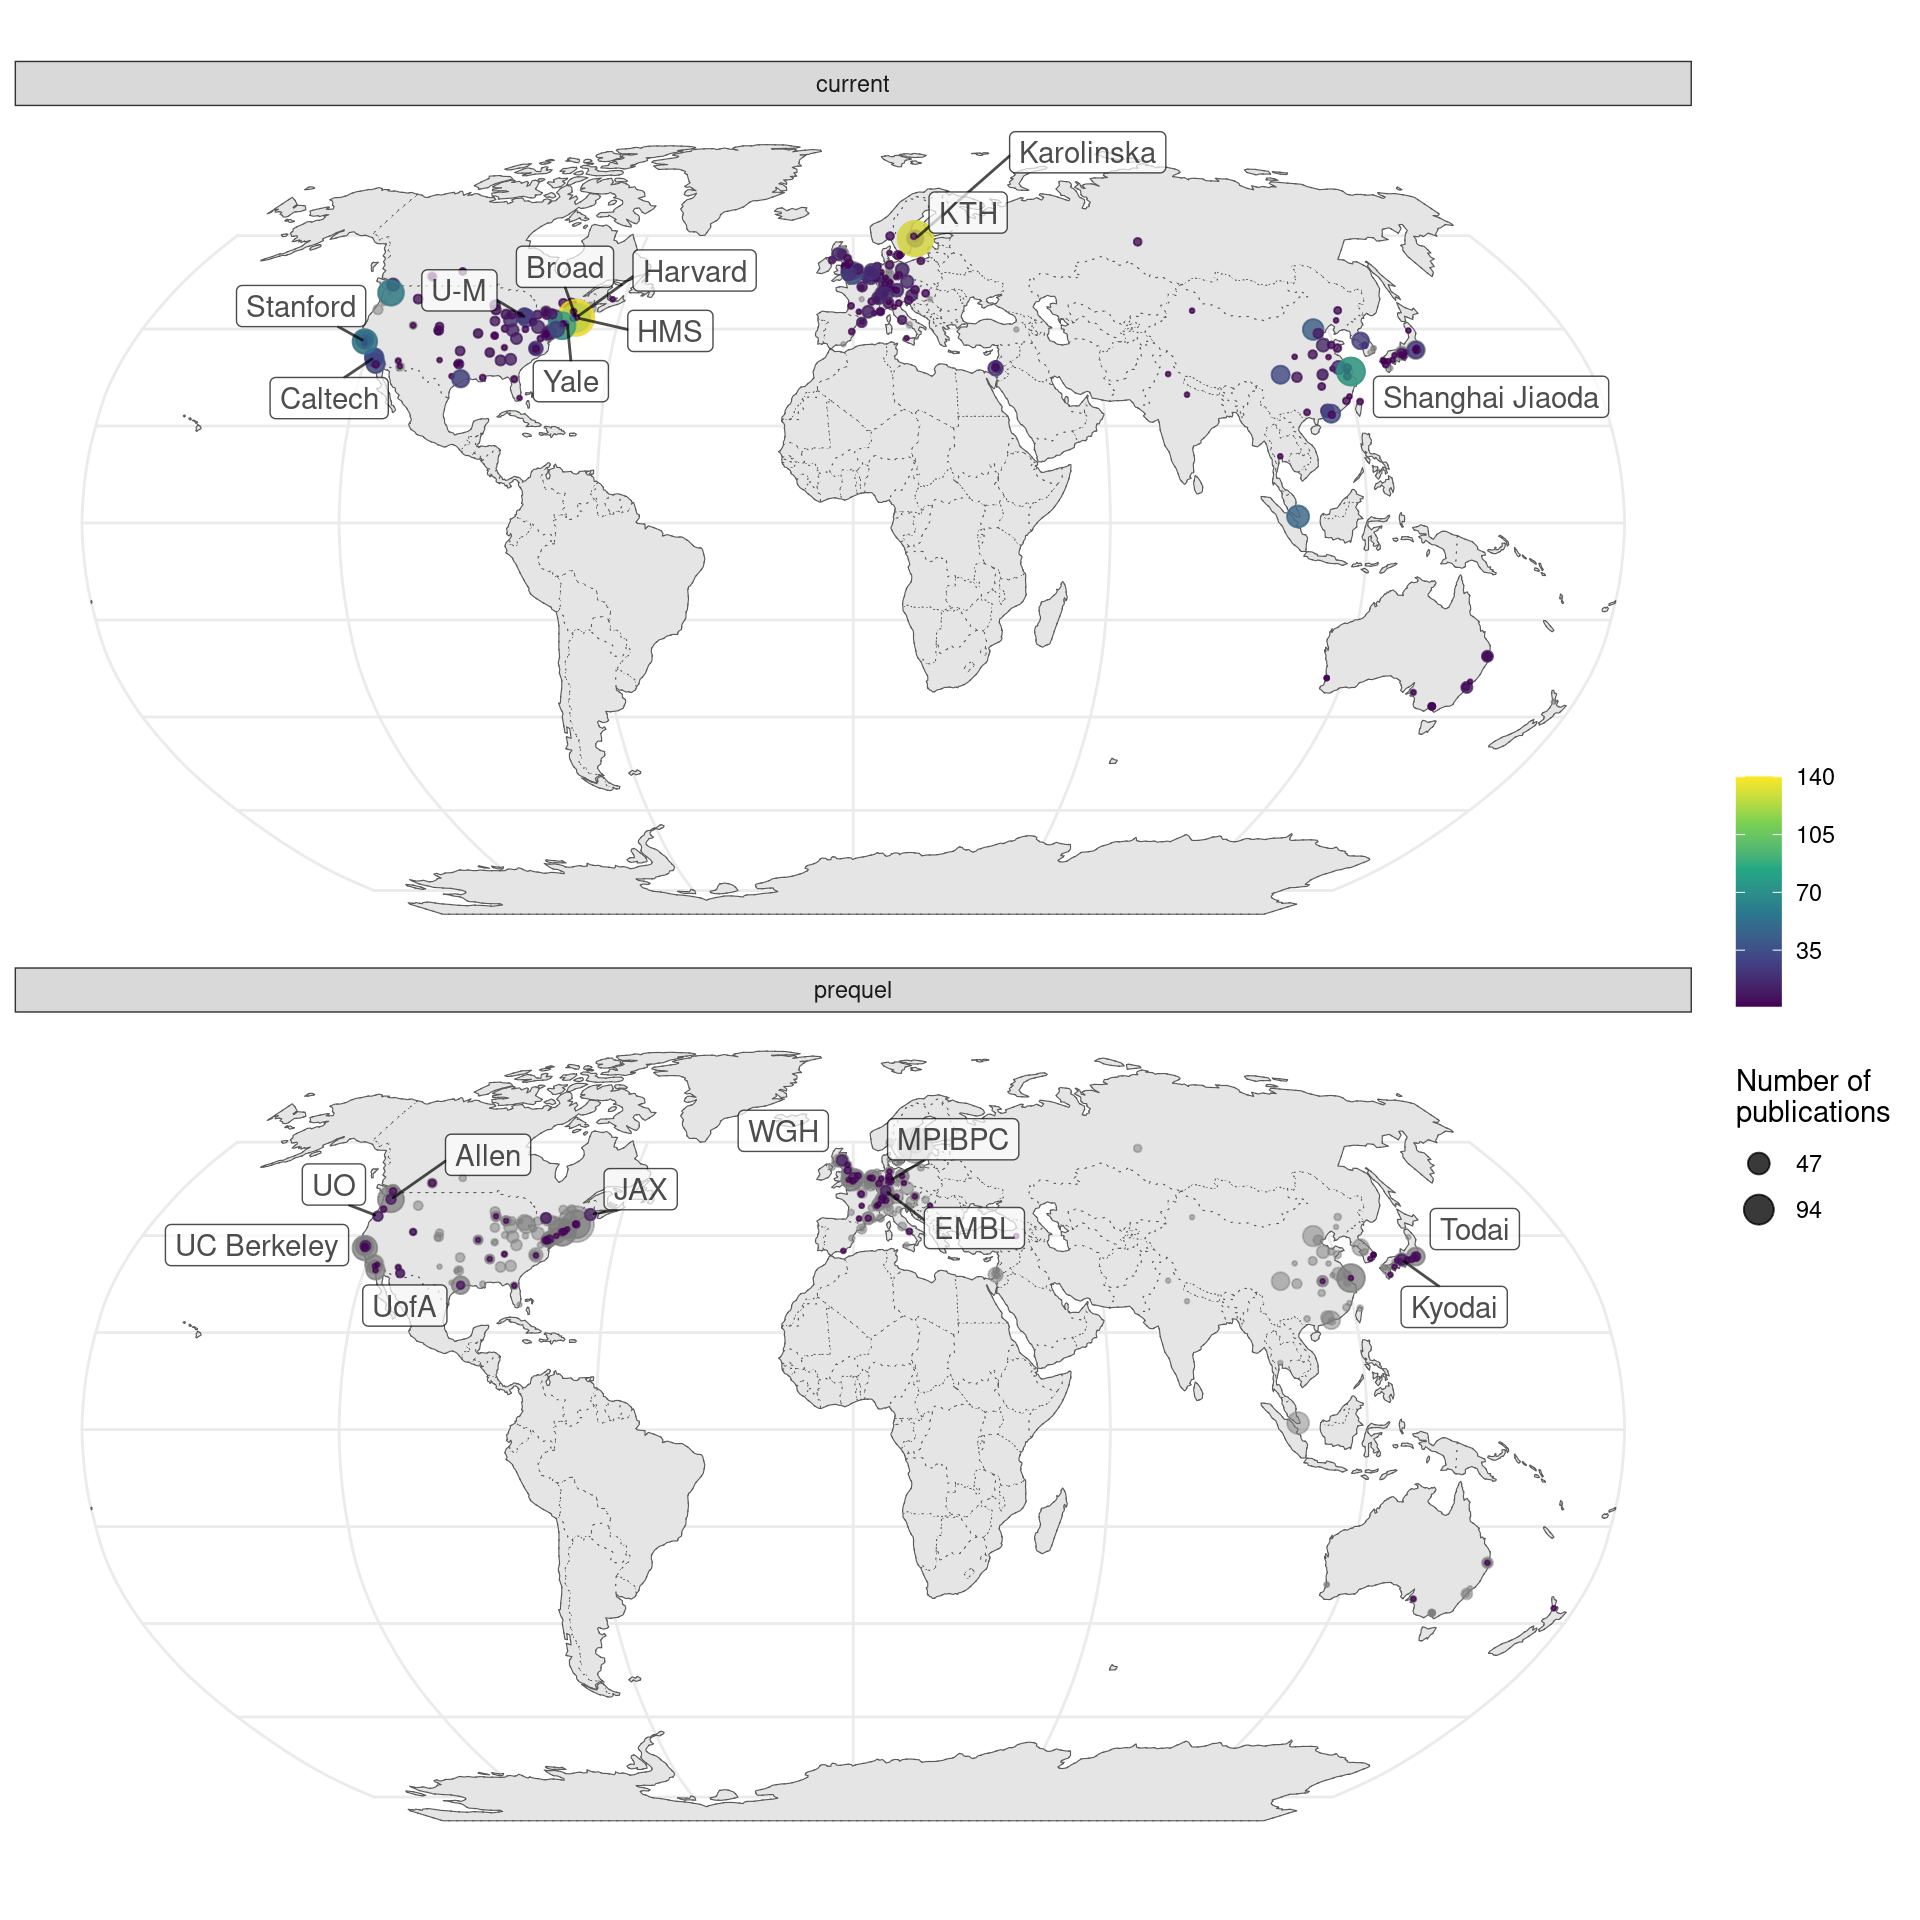 current
Karolinska
KTH
Broad
Harvard
U-M
Stanford
HMS
Yale
Caltech
Shanghai Jiaoda
140
105
70
35
prequel
Number of
publications
47
94
WGH
MPIBPC
Allen
UO
JAX
UC Berkeley
EMBL
Todai
UofA
Kyodai